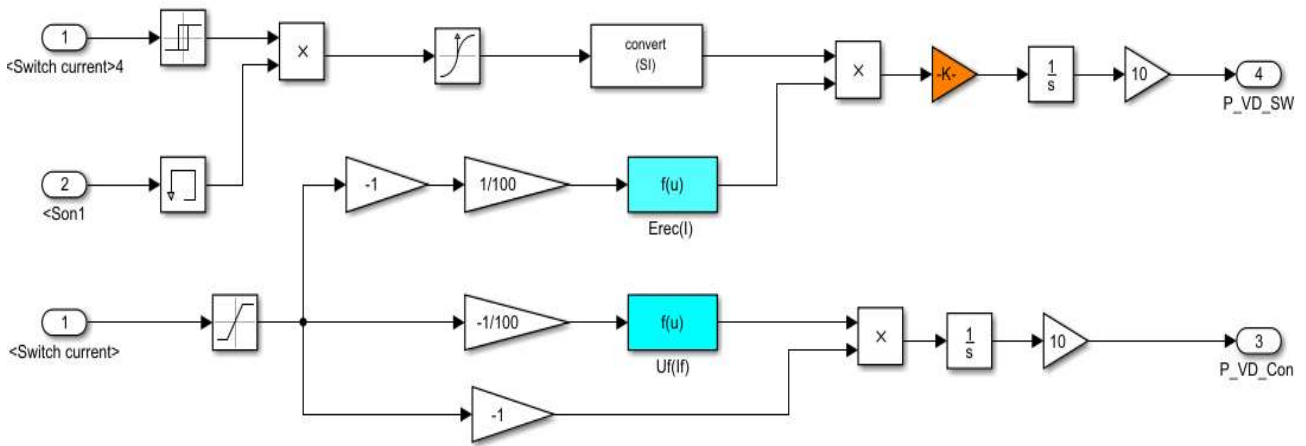 1
<Switch current>4
×
convert
(SI)
×
-K-
1
s
10
4
P_VD_SW
2
<Son1
-1
1/100
f(u)
Erec(I)
1
<Switch current>
-1/100
f(u)
Uf(If)
×
1
s
10
3
P_VD_Con
-1